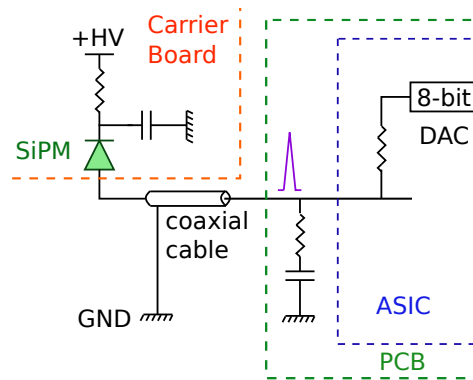 +HV
Carrier
Board
8-bit
DAC
SiPM
coaxial
cable
ASIC
GND
PCB